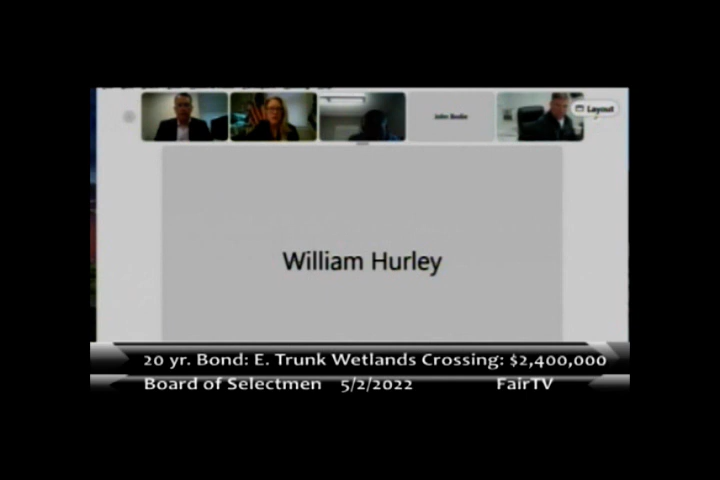 John Bodie
Layout
William Hurley
20 yr. Bond: E. Trunk Wetlands Crossing: $2,400,000
Board of Selectmen 5/2/2022 FairTV